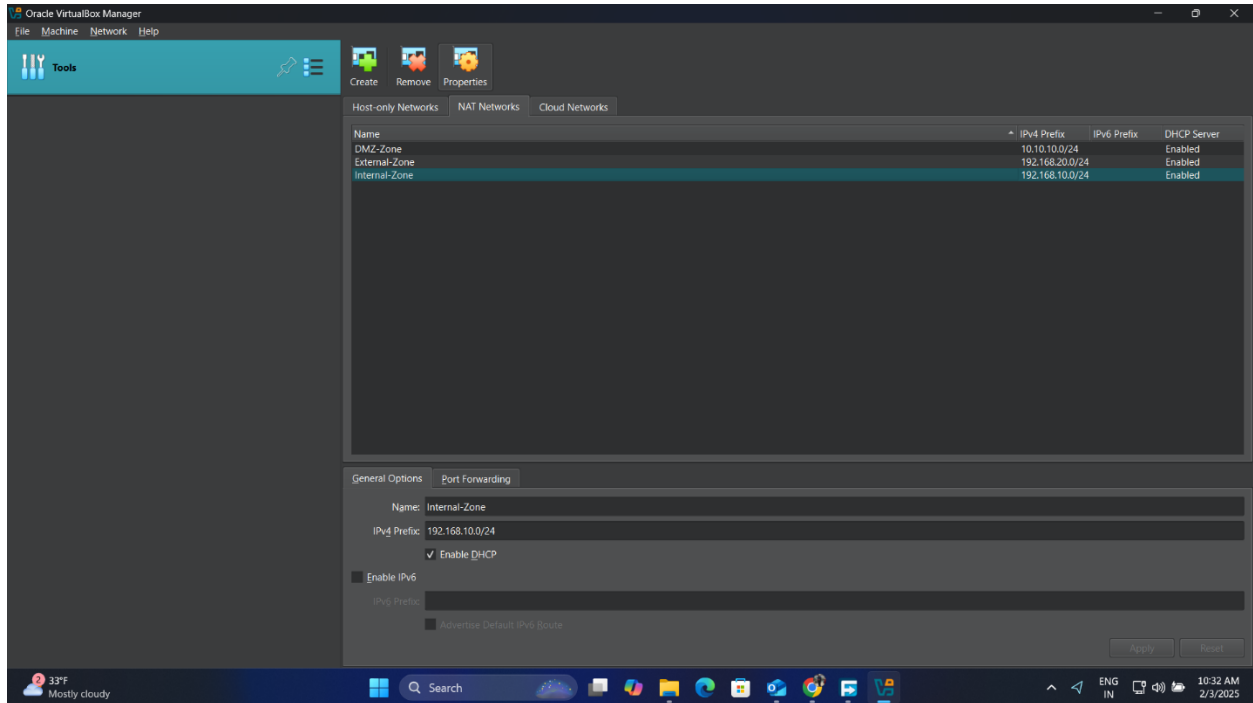 Oracle VirtualBox Manager
File Machine Network Help
Tools
Create Remove Properties
Host-only Networks NAT Networks Cloud Networks
Name IPv4 Prefix IPv6 Prefix DHCP Server
DMZ-Zone 10.10.10.0/24 Enabled
External-Zone 192.168.20.0/24 Enabled
Internal-Zone 192.168.10.0/24 Enabled
General Options Port Forwarding
Name: Internal-Zone
IPv4 Prefix: 192.168.10.0/24
Enable DHCP
Enable IPv6
IPv6 Prefix:
Advertise Default IPv6 Route
Apply Reset
2 33°F
Mostly cloudy
Search
ENG
IN
10:32 AM
2/3/2025